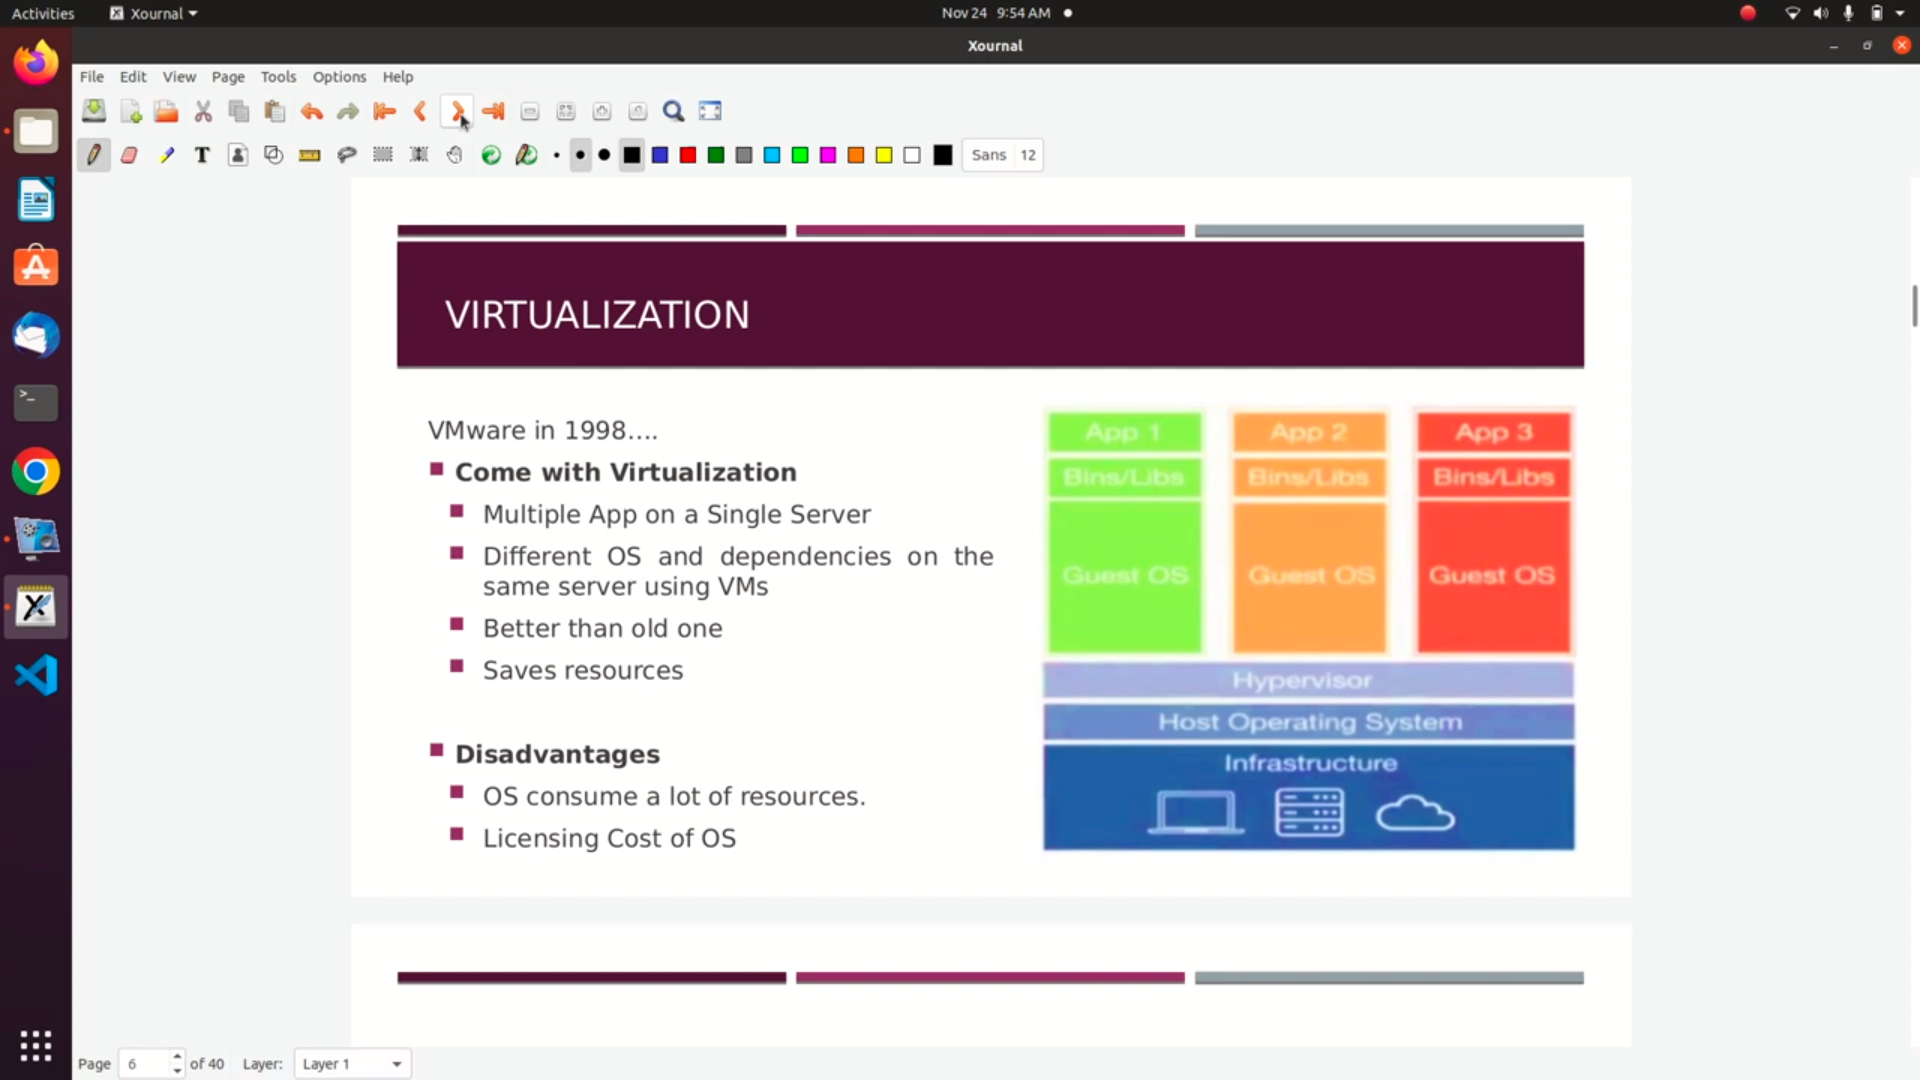 Activities
Xournal
Nov 24 9:54 AM
Xournal
File Edit View Page Tools Options Help
Sans 12
VIRTUALIZATION
VMware in 1998....
Come with Virtualization
Multiple App on a Single Server
Different OS and dependencies on the
same server using VMs
Better than old one
Saves resources
Disadvantages
OS consume a lot of resources.
Licensing Cost of OS
App 1 App 2 App 3
Bins/Libs Bins/Libs Bins/Libs
Guest OS Guest OS Guest OS
Hypervisor
Host Operating System
Infrastructure
Page 6 of 40 Layer: Layer 1